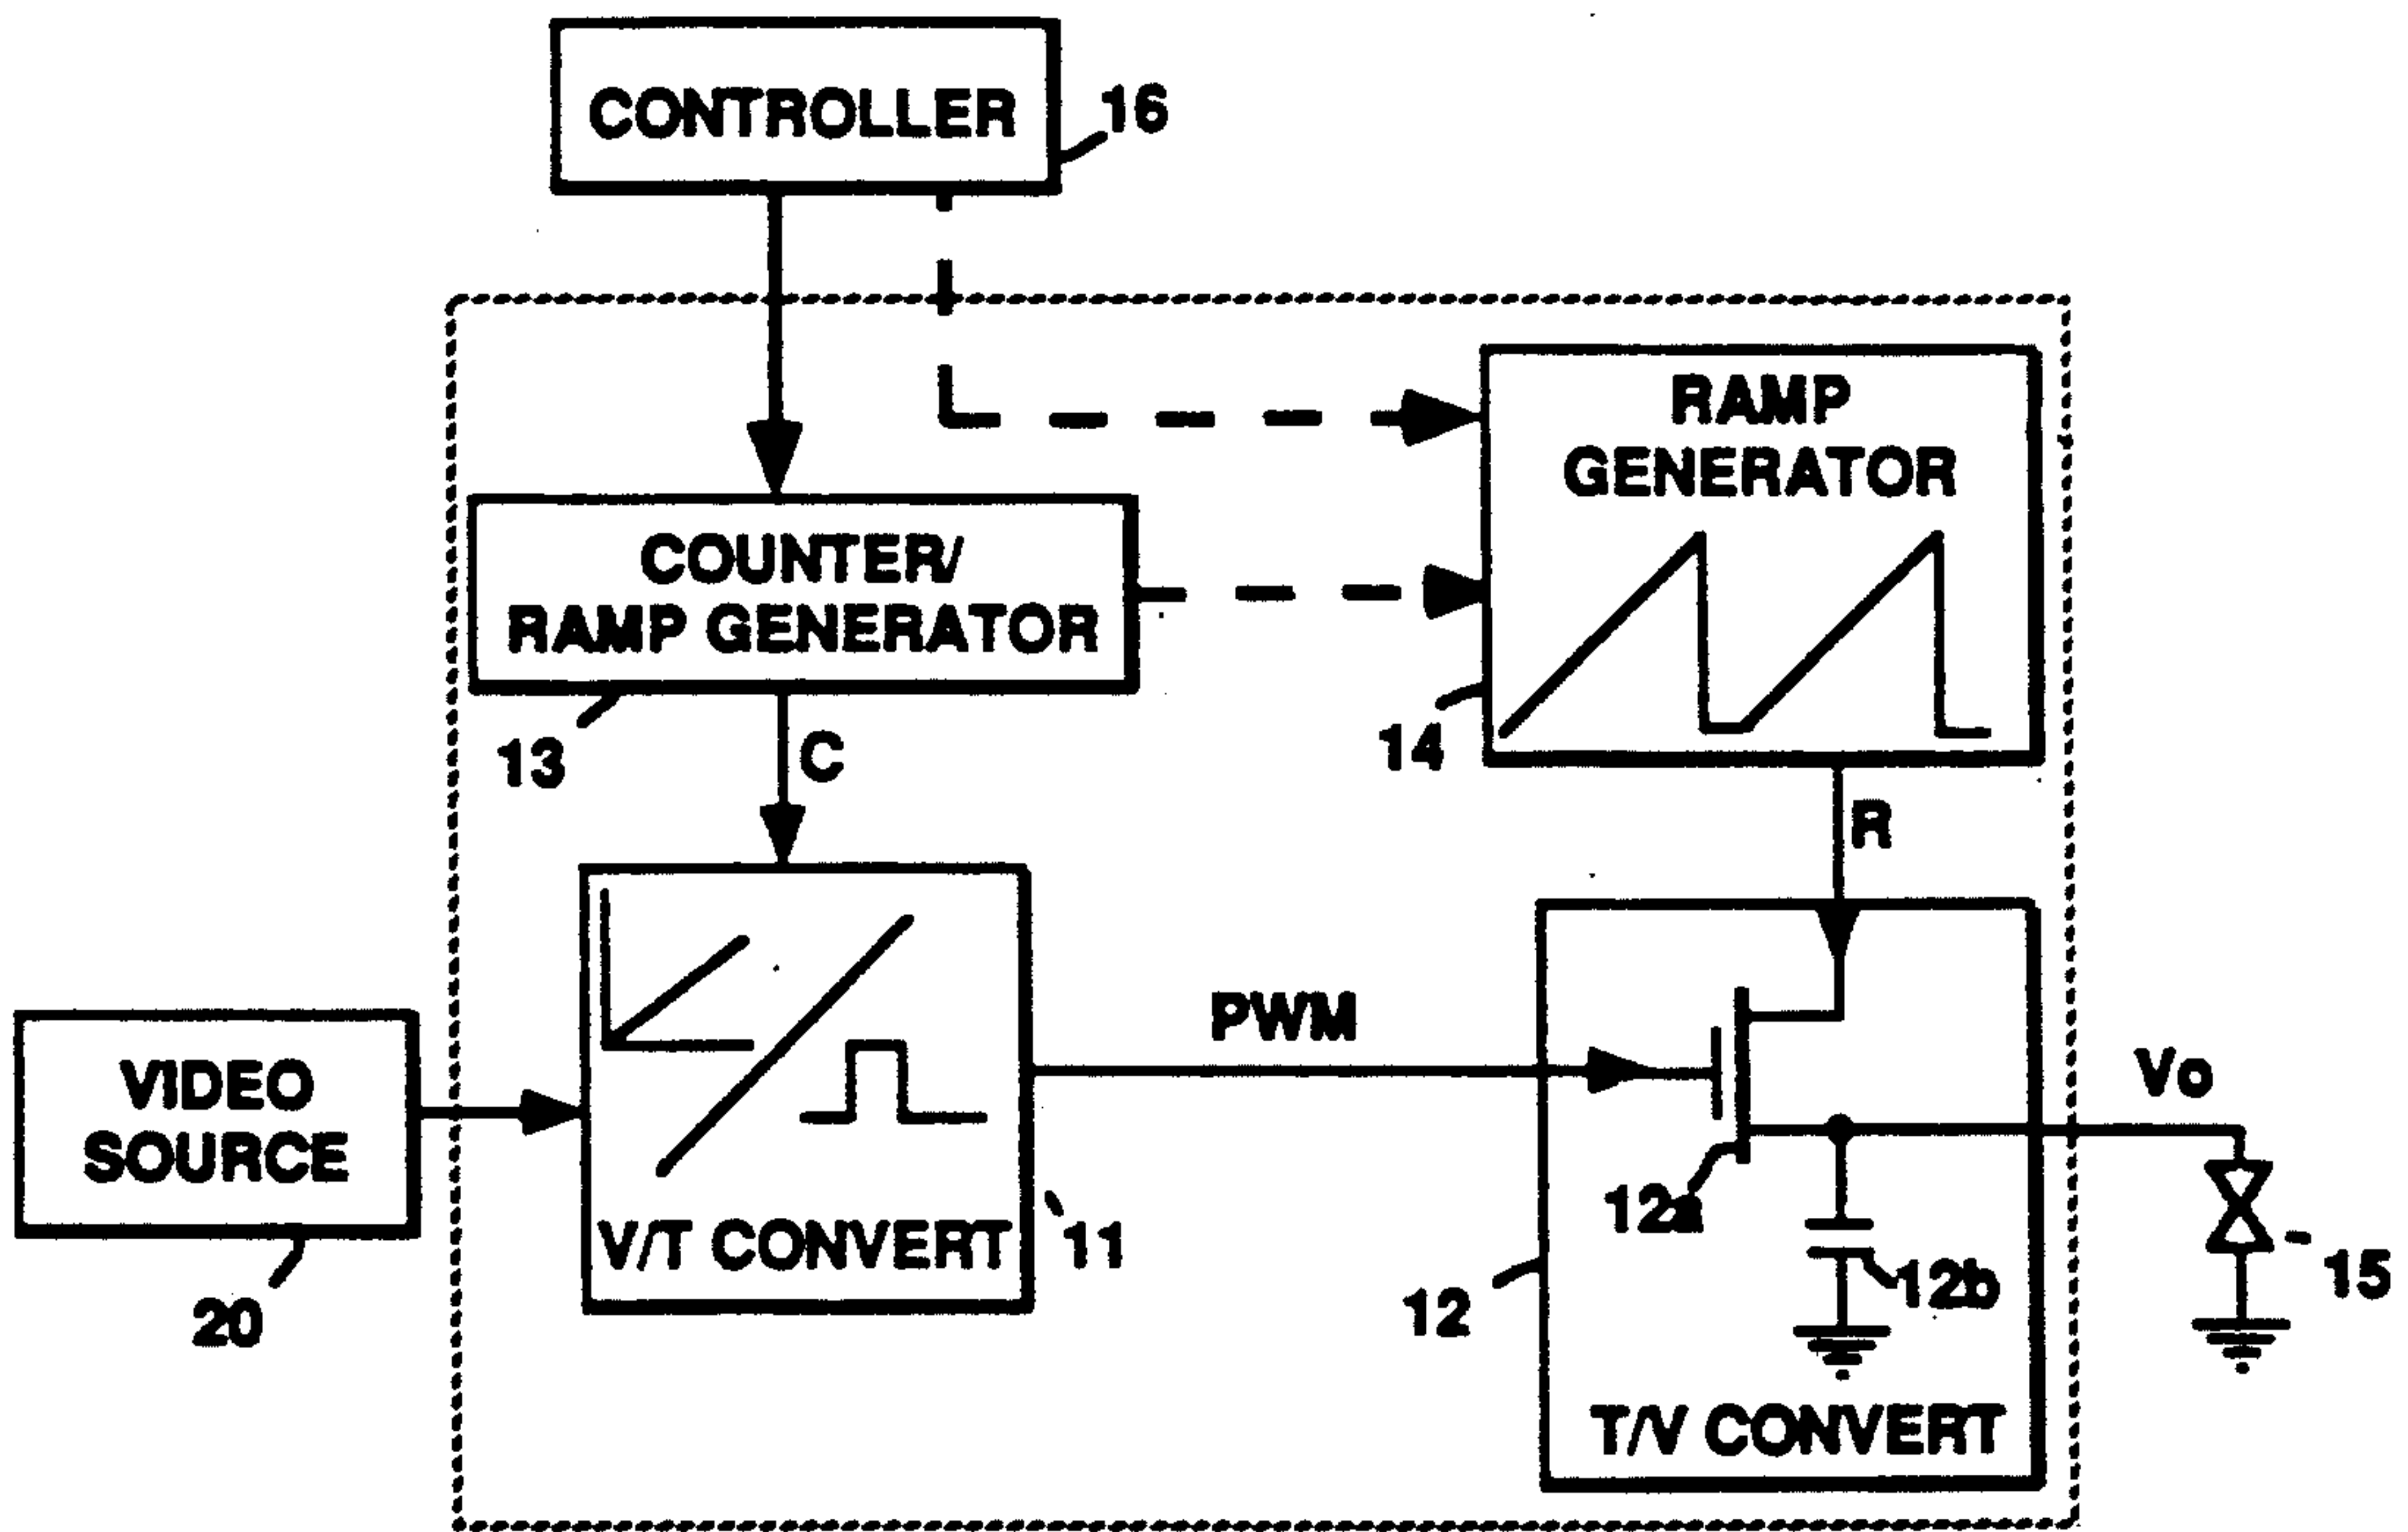 CONTROLLER
16
RAMP
GENERATOR
COUNTER/
RAMP GENERATOR
13
C
14
R
VIDEO
SOURCE
20
V/T CONVERT
11
PWM
12a
12b
12
T/V CONVERT
Vo
15